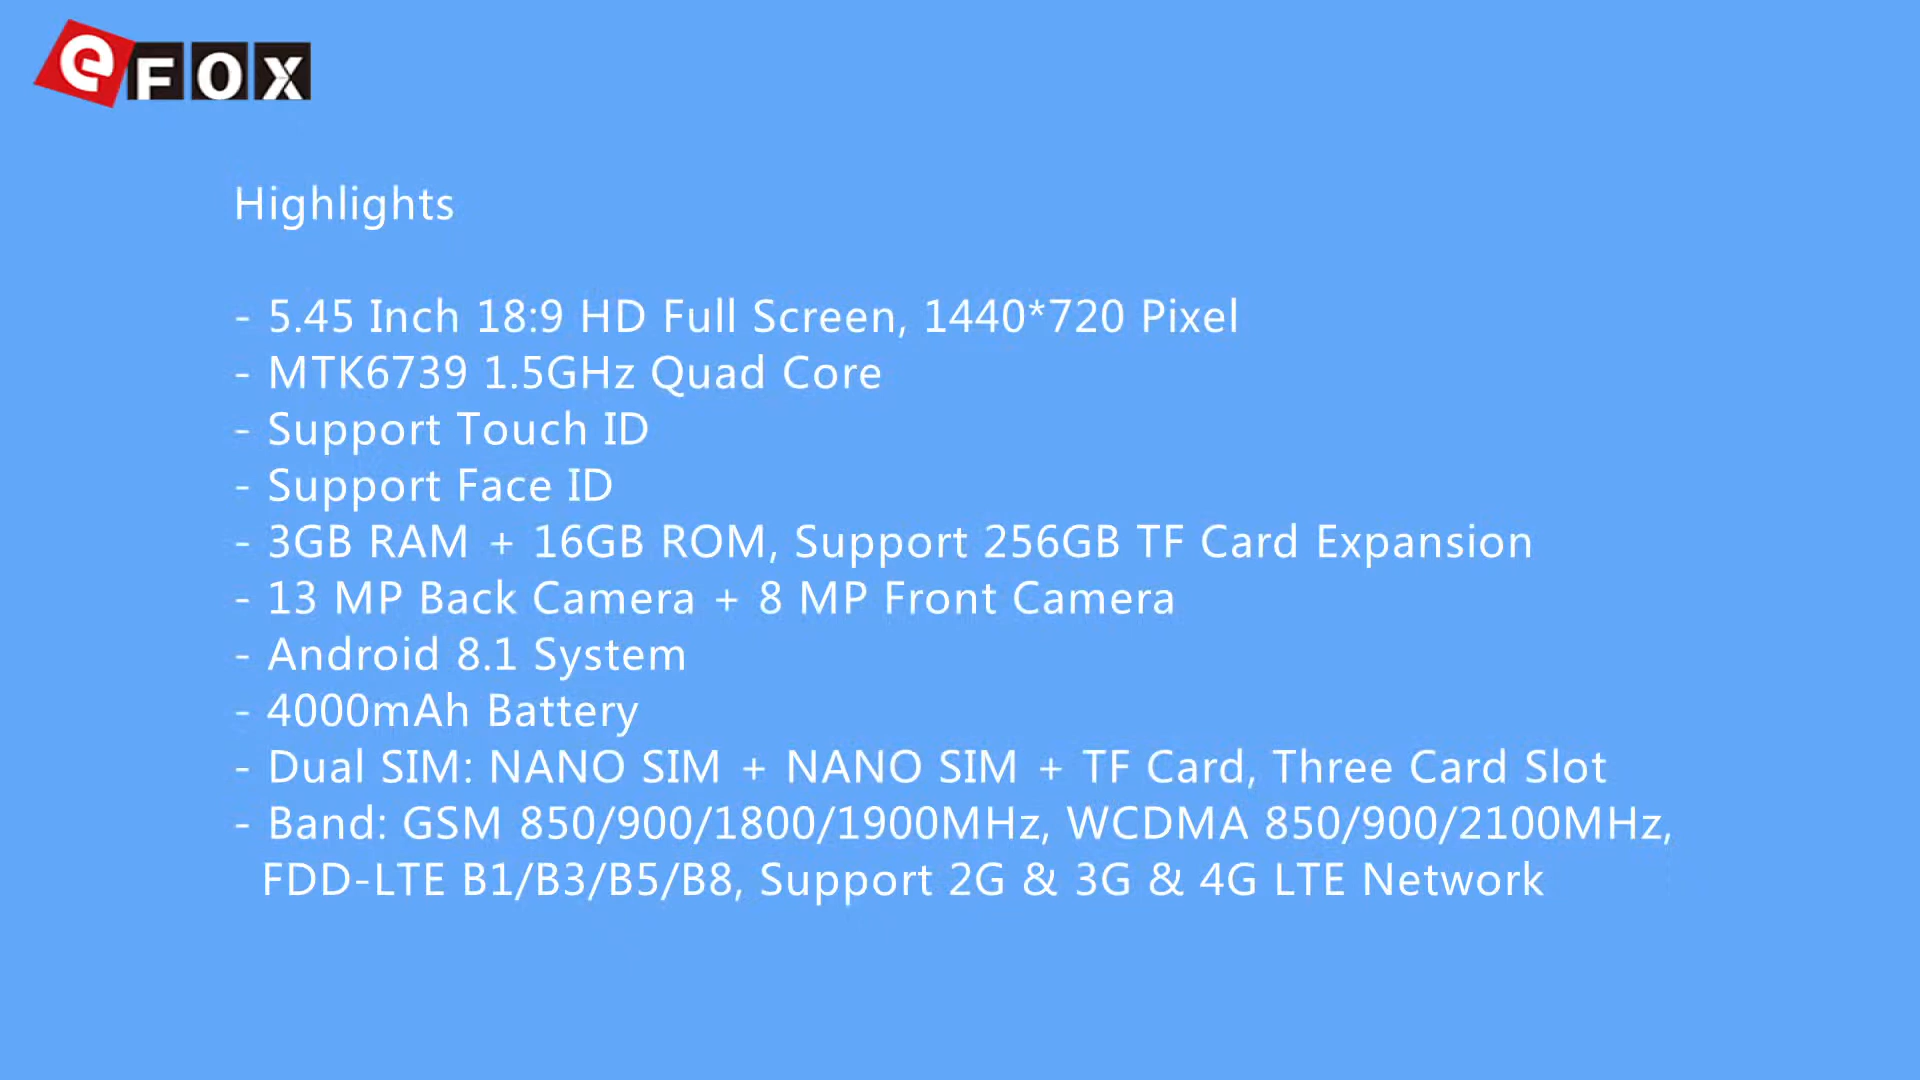 eFOX
Highlights
- 5.45 Inch 18:9 HD Full Screen, 1440*720 Pixel
- MTK6739 1.5GHz Quad Core
- Support Touch ID
- Support Face ID
- 3GB RAM + 16GB ROM, Support 256GB TF Card Expansion
- 13 MP Back Camera + 8 MP Front Camera
- Android 8.1 System
- 4000mAh Battery
- Dual SIM: NANO SIM + NANO SIM + TF Card, Three Card Slot
- Band: GSM 850/900/1800/1900MHz, WCDMA 850/900/2100MHz,
FDD-LTE B1/B3/B5/B8, Support 2G & 3G & 4G LTE Network